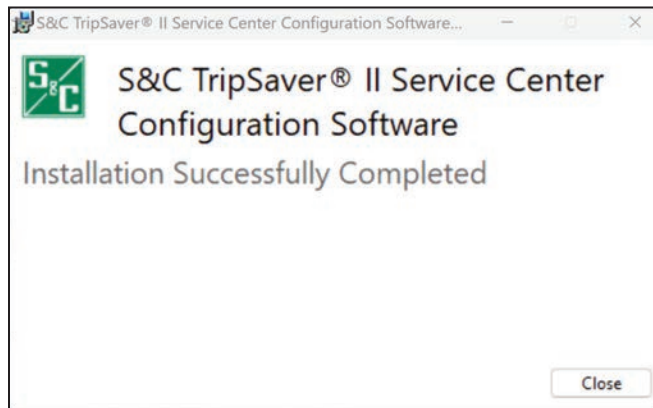 S&C TripSaver® II Service Center Configuration Software...
S&C
S&C TripSaver® II Service Center
Configuration Software
Installation Successfully Completed
Close